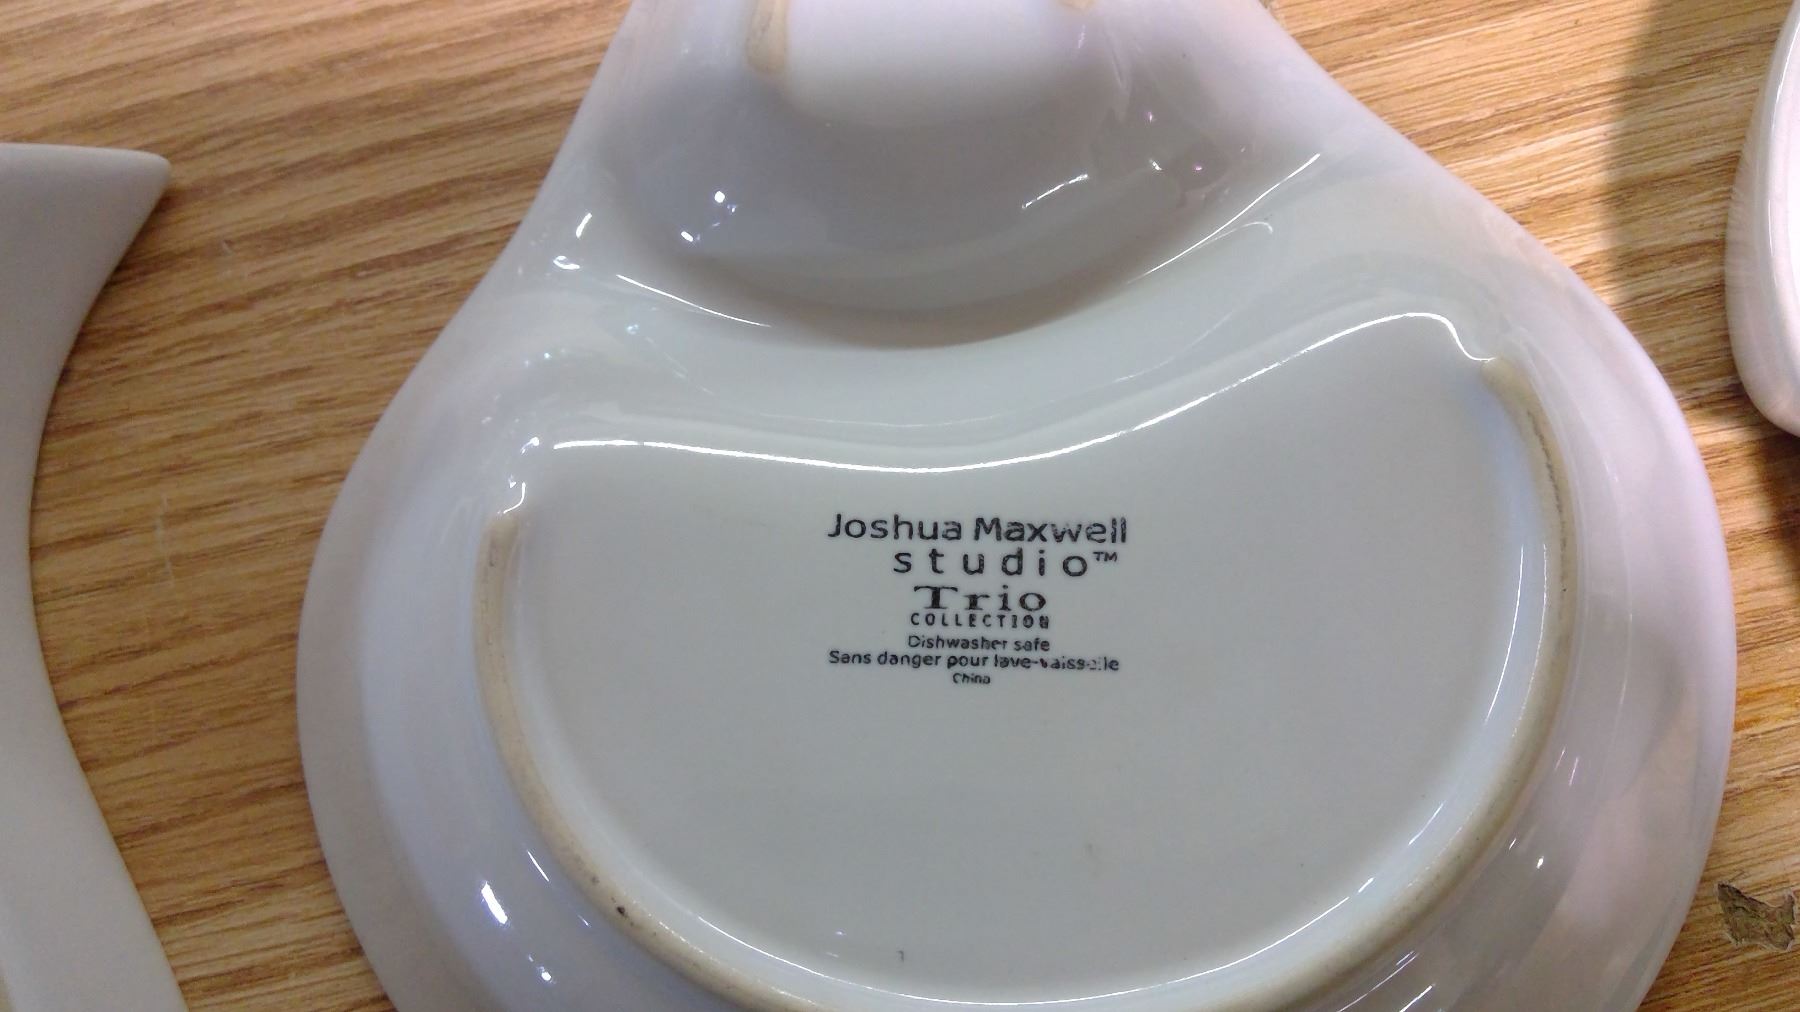 Joshua Maxwell
studio™
Trio
COLLECTION
Dishwasher safe
Sans danger pour lave-vaisselle
China